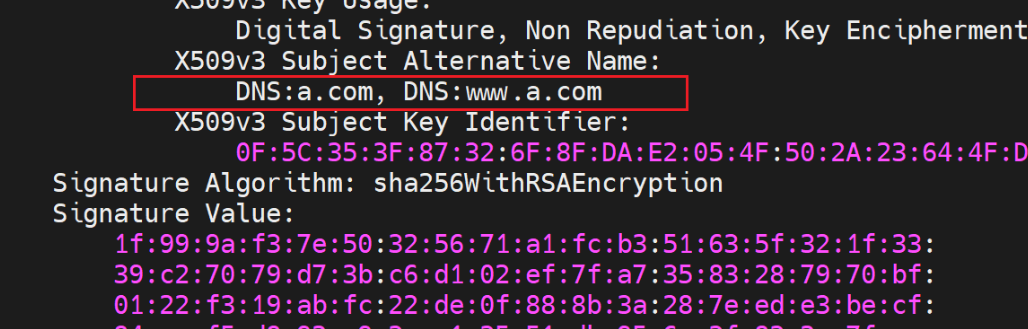 X509v3 Key Usage:
Digital Signature, Non Repudiation, Key Encipherment
X509v3 Subject Alternative Name:
DNS:a.com, DNS:www.a.com
X509v3 Subject Key Identifier:
0F:5C:35:3F:87:32:6F:8F:DA:E2:05:4F:50:2A:23:64:4F:D
Signature Algorithm: sha256WithRSAEncryption
Signature Value:
1f:99:9a:f3:7e:50:32:56:71:a1:fc:b3:51:63:5f:32:1f:33:
39:c2:70:79:d7:3b:c6:d1:02:ef:7f:a7:35:83:28:79:70:bf:
01:22:f3:19:ab:fc:22:de:0f:88:8b:3a:28:7e:ed:e3:be:cf: